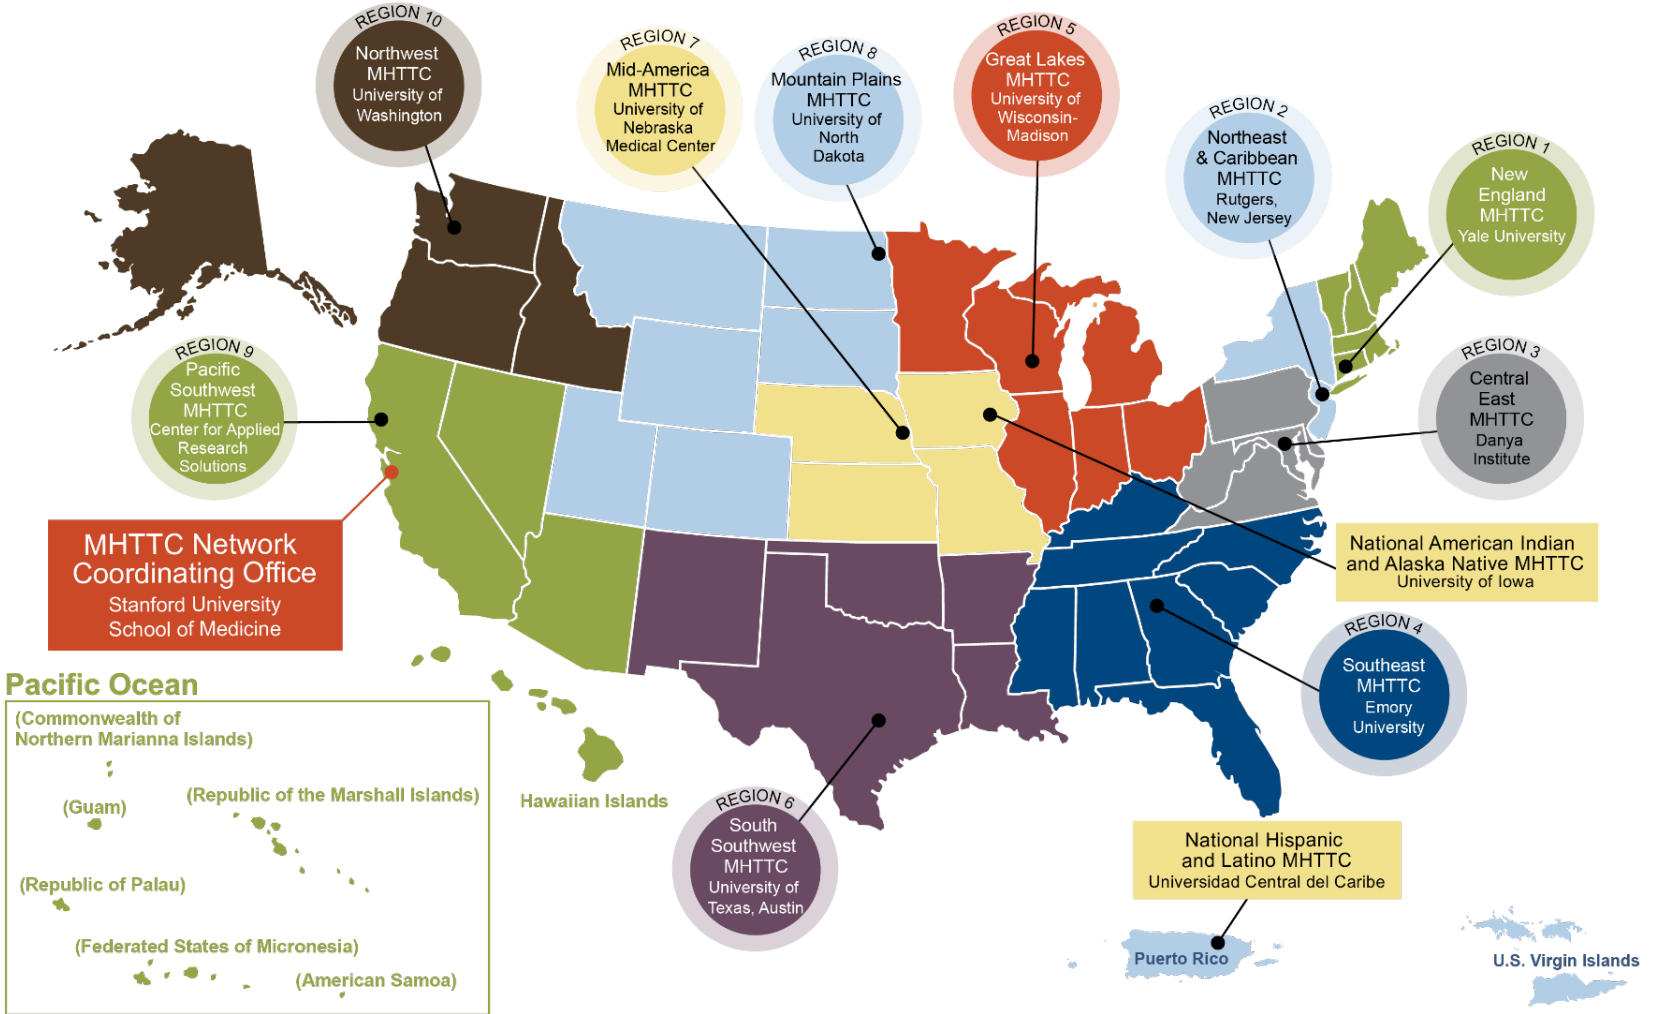 REGION 10
Northwest
MHTTC
University of
Washington
REGION 7
Mid-America
MHTTC
University of
Nebraska
Medical Center
REGION 8
Mountain Plains
MHTTC
University of
North
Dakota
REGION 5
Great Lakes
MHTTC
University of
Wisconsin-
Madison
REGION 2
Northeast
& Caribbean
MHTTC
Rutgers,
New Jersey
REGION 1
New
England
MHTTC
Yale University
REGION 9
Pacific
Southwest
MHTTC
Center for Applied
Research
Solutions
REGION 3
Central
East
MHTTC
Danya
Institute
MHTTC Network
Coordinating Office
Stanford University
School of Medicine
National American Indian
and Alaska Native MHTTC
University of Iowa
REGION 4
Southeast
MHTTC
Emory
University
Pacific Ocean
(Commonwealth of
Northern Marianna Islands)
(Guam)
(Republic of the Marshall Islands)
(Republic of Palau)
(Federated States of Micronesia)
(American Samoa)
Hawaiian Islands
REGION 6
South
Southwest
MHTTC
University of
Texas, Austin
National Hispanic
and Latino MHTTC
Universidad Central del Caribe
Puerto Rico
U.S. Virgin Islands